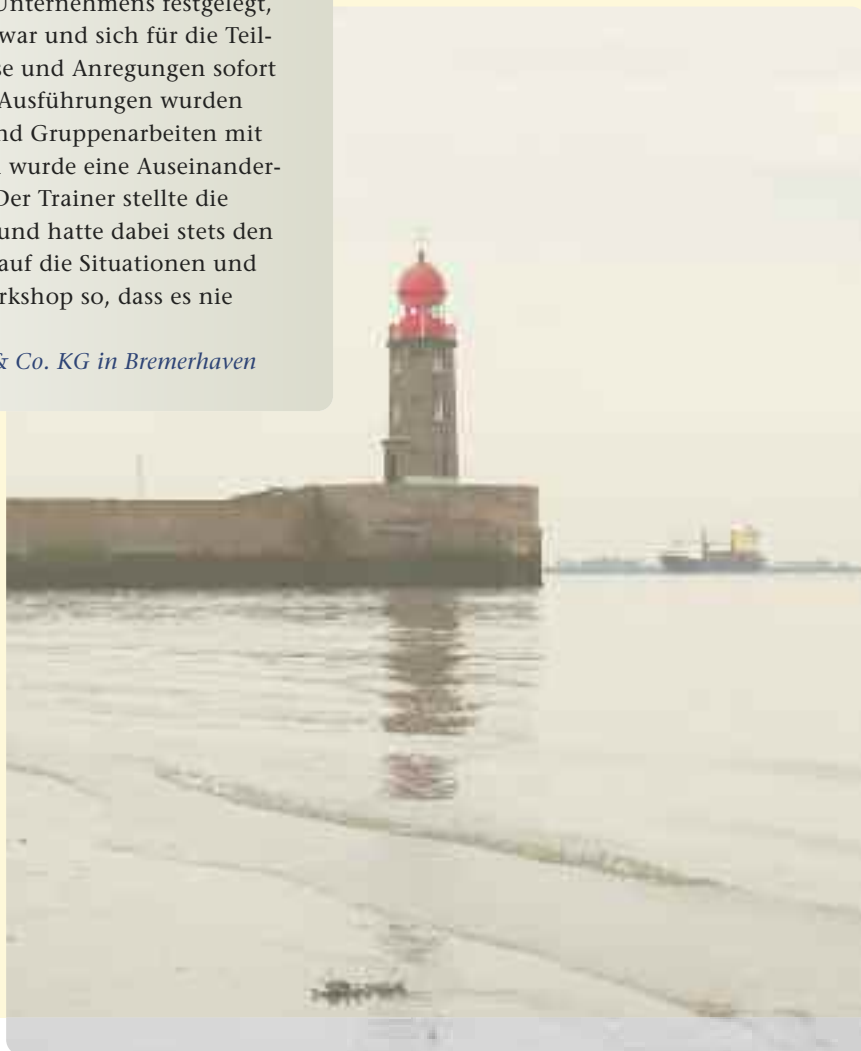 Unternehmens festgelegt,
war und sich für die Teil-
se und Anregungen sofort
Ausführungen wurden
nd Gruppenarbeiten mit
wurde eine Auseinander-
Der Trainer stellte die
und hatte dabei stets den
auf die Situationen und
rkshop so, dass es nie
& Co. KG in Bremerhaven